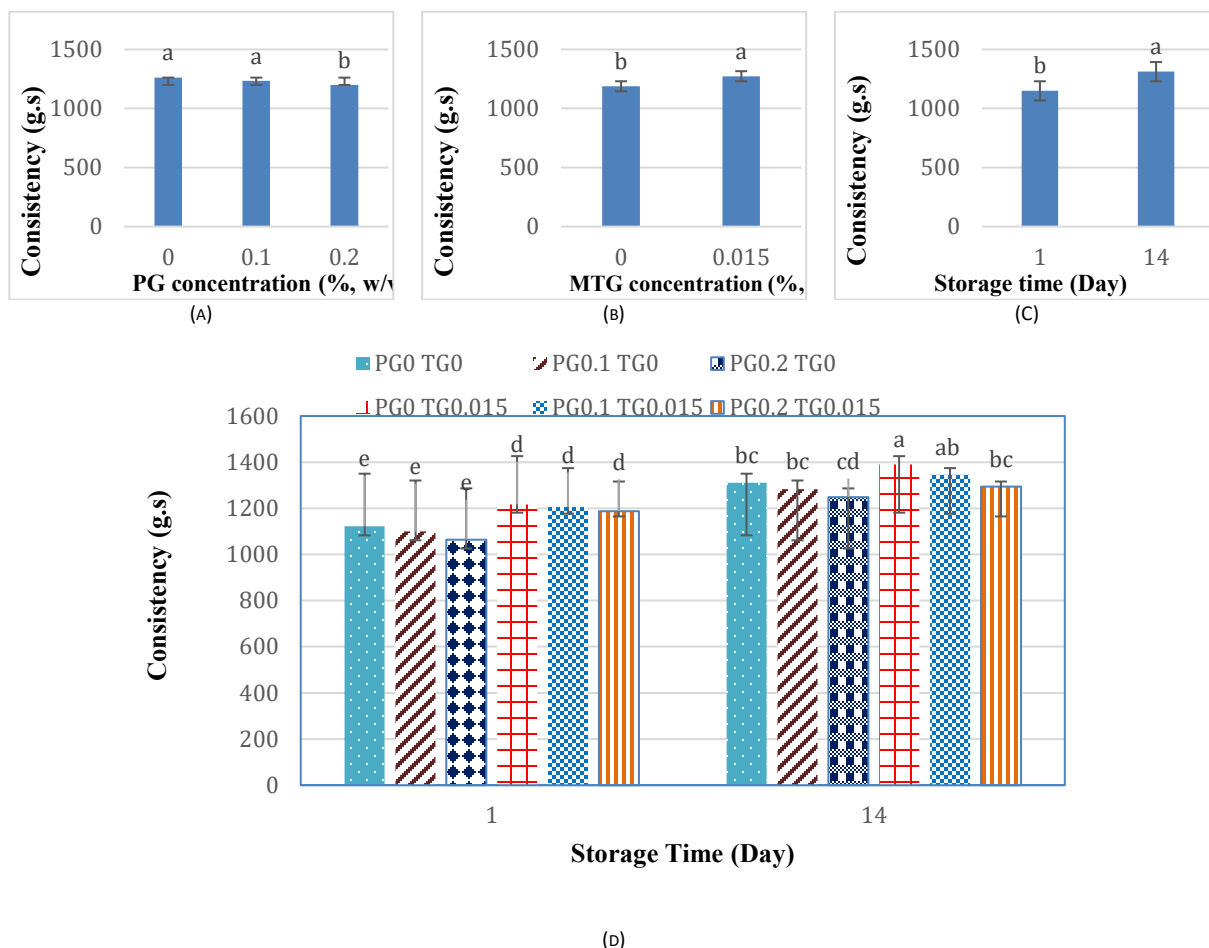 1500
1000
500
0
Consistency (g.s)
a
a
b
0
0.1
0.2
PG concentration (%, w/v
(A)
1500
1000
500
0
Consistency (g.s)
b
a
0
0.015
MTG concentration (%,
(B)
1500
1000
500
0
Consistency (g.s)
b
a
1
14
Storage time (Day)
(C)
PG0 TG0 PG0.1 TG0 PG0.2 TG0
PG0 TG0.015 PG0.1 TG0.015 PG0.2 TG0.015
1600
1400
1200
1000
800
600
400
200
0
Consistency (g.s)
e e e d d d bc bc cd a ab bc
1 14
Storage Time (Day)
(D)